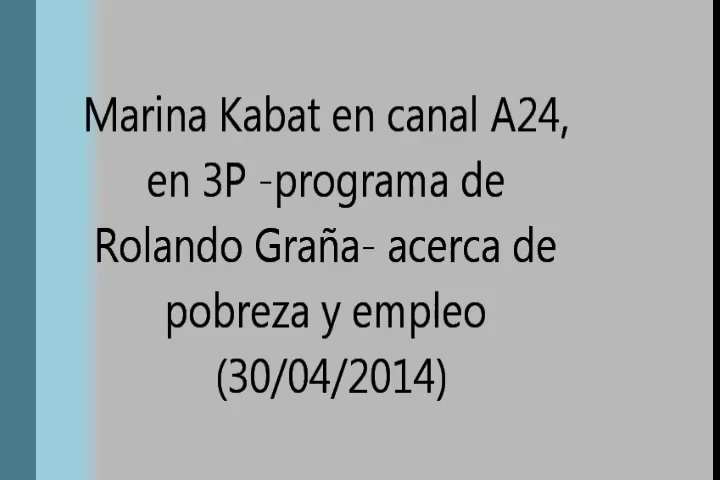 Marina Kabat en canal A24,
en 3P -programa de
Rolando Graña- acerca de
pobreza y empleo
(30/04/2014)